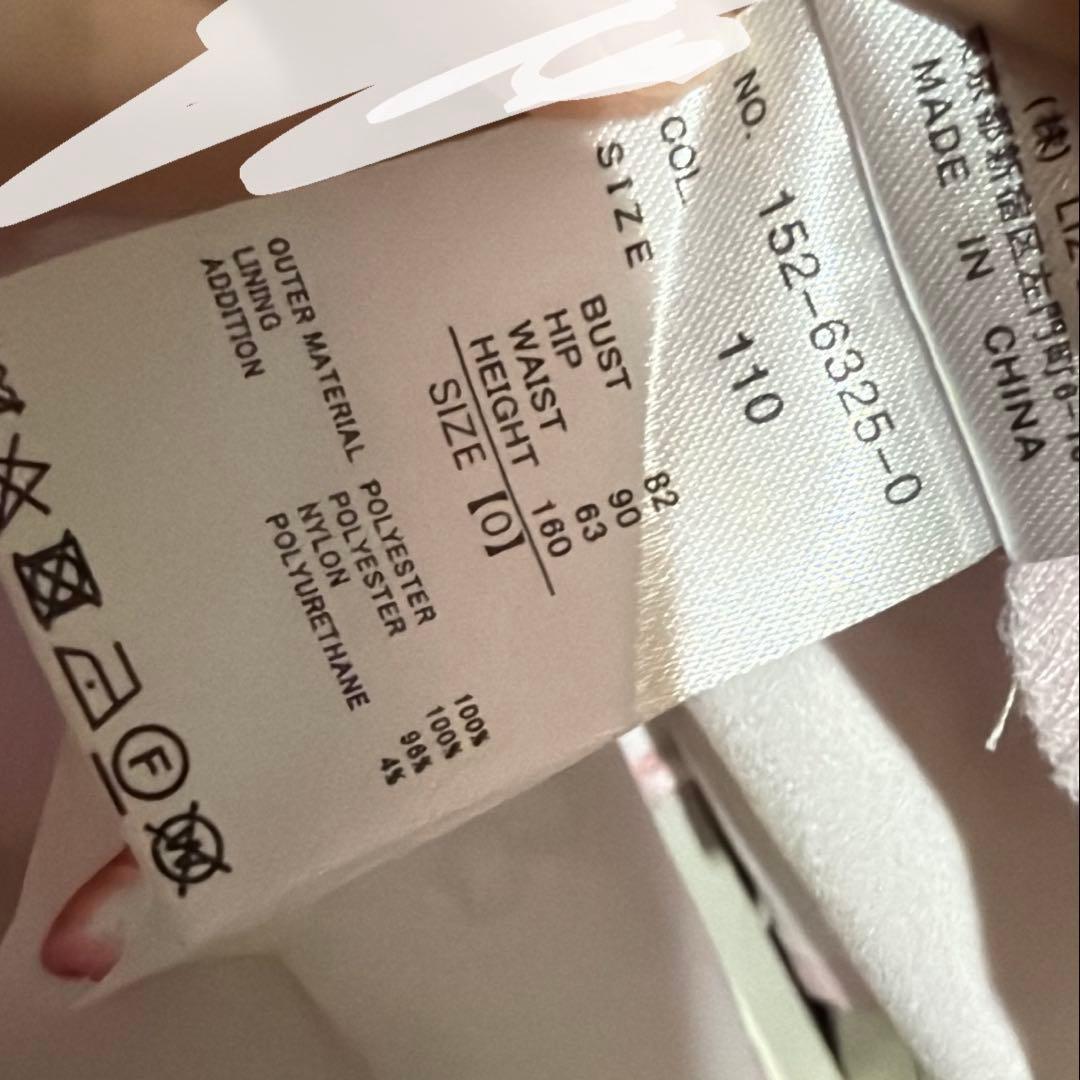 (株) LIZ
MADE IN CHINA
NO. 152-6325-0
COL 110
SIZE
BUST 82
HIP 90
WAIST 63
HEIGHT 160
SIZE 【0】
OUTER MATERIAL POLYESTER 100%
LINING POLYESTER 100%
ADDITION NYLON 96%
POLYURETHANE 4%
F